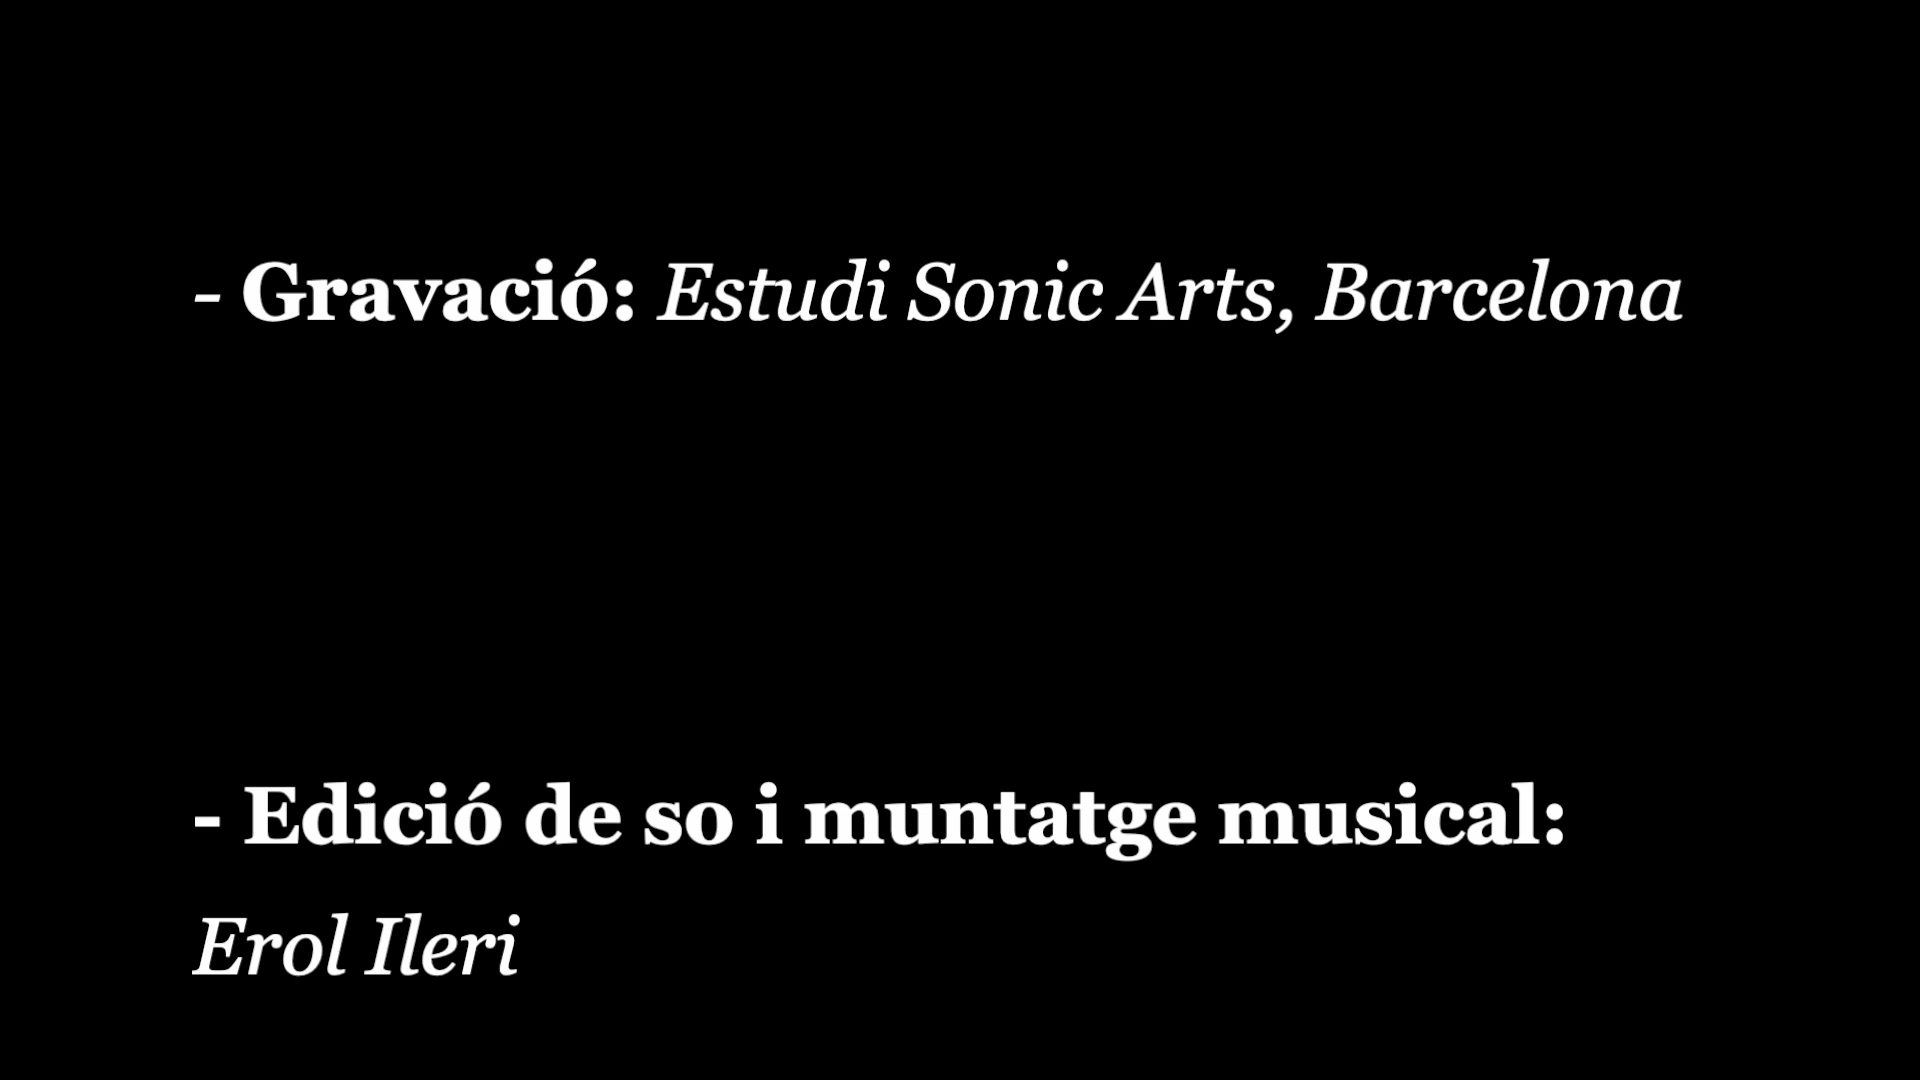 - Gravació: Estudi Sonic Arts, Barcelona
- Edició de so i muntatge musical:
Erol Ileri